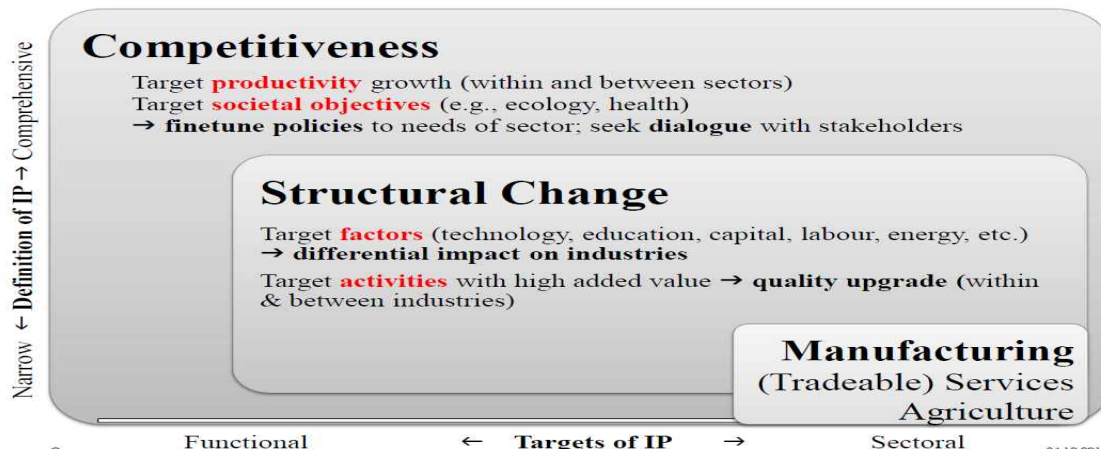 Competitiveness
Target productivity growth (within and between sectors)
Target societal objectives (e.g., ecology, health)
→ finetune policies to needs of sector; seek dialogue with stakeholders
Structural Change
Target factors (technology, education, capital, labour, energy, etc.)
→ differential impact on industries
Target activities with high added value → quality upgrade (within
& between industries)
Manufacturing
(Tradeable) Services
Agriculture
Narrow ← Definition of IP → Comprehensive
Functional ← Targets of IP → Sectoral